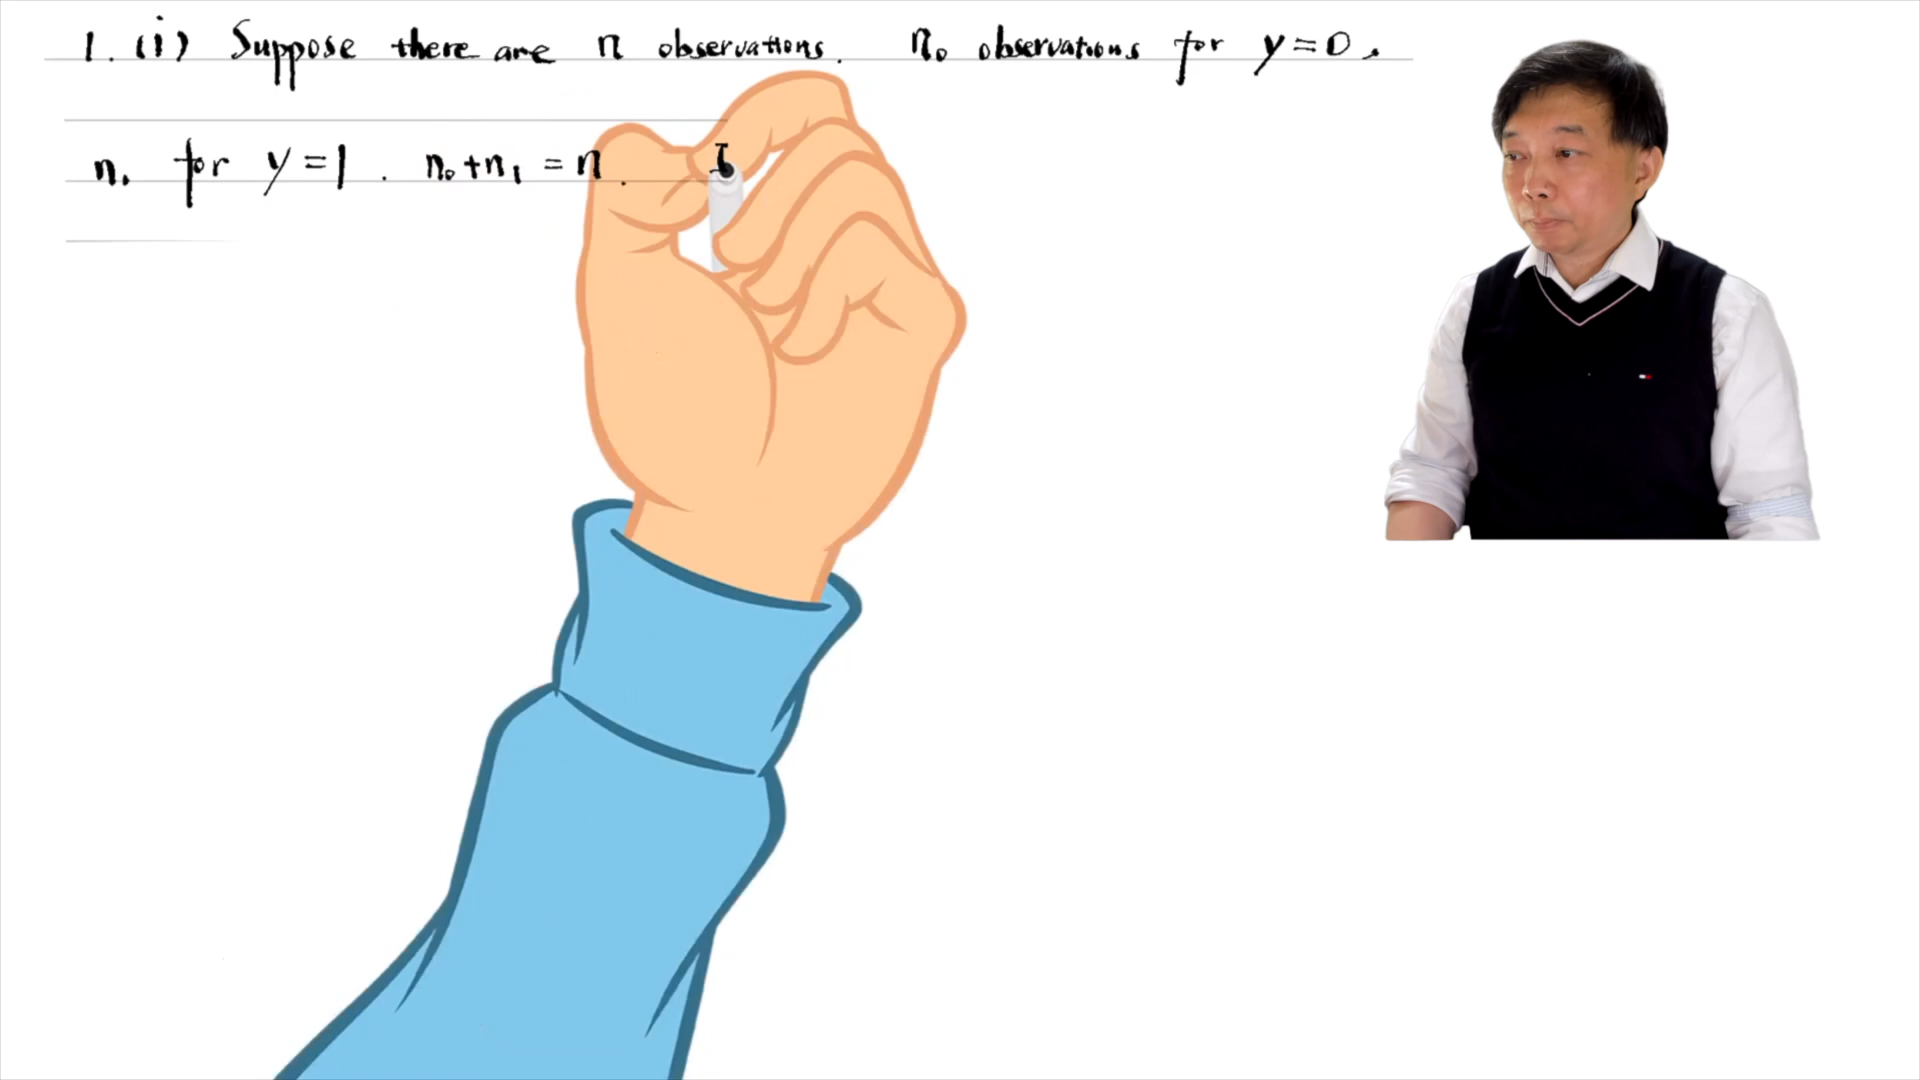 1. (i) Suppose there are n observations. n₀ observations for y=0.
n₁ for y=1. n₀+n₁ = n. I